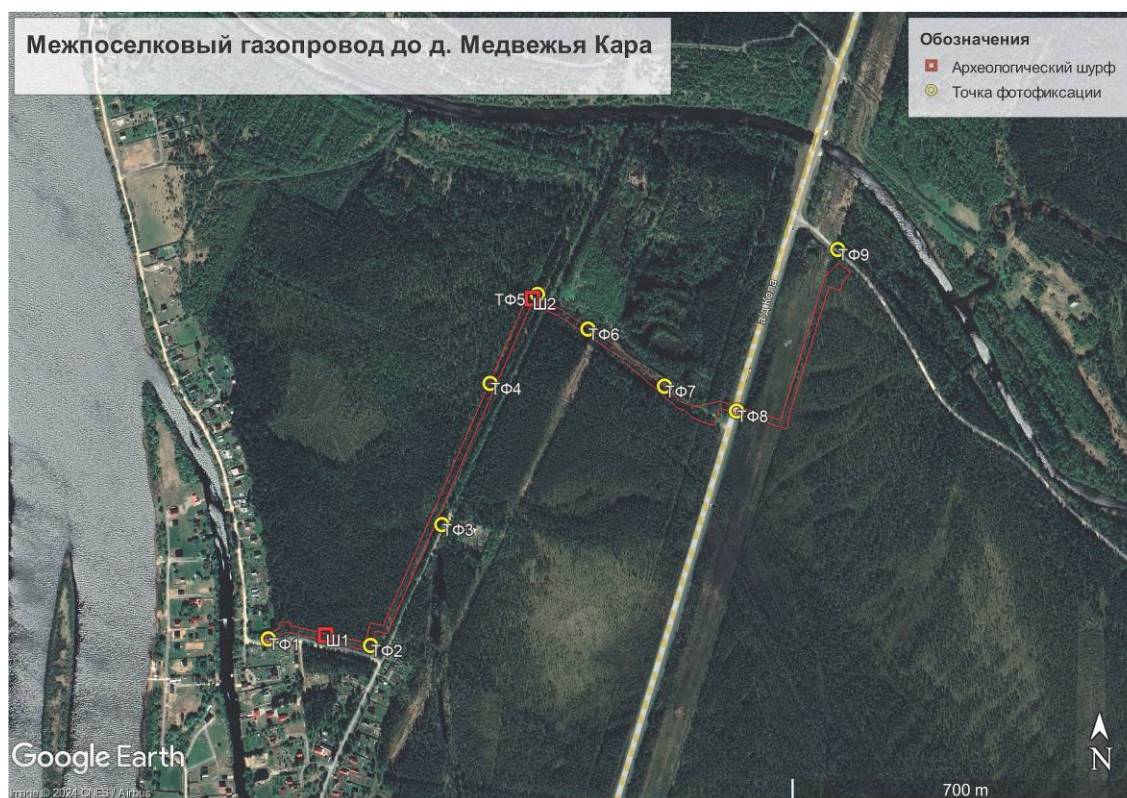 Межпоселковый газопровод до д. Медвежья Кара
Обозначения
Археологический шурф
Точка фотофиксации
ТФ9
а/д Кола
ТФ5
Ш2
ТФ6
ТФ4
ТФ7
ТФ8
ТФ3
ТФ1
Ш1
ТФ2
Google Earth
N
Image © 2024 CNES / Airbus
700 m